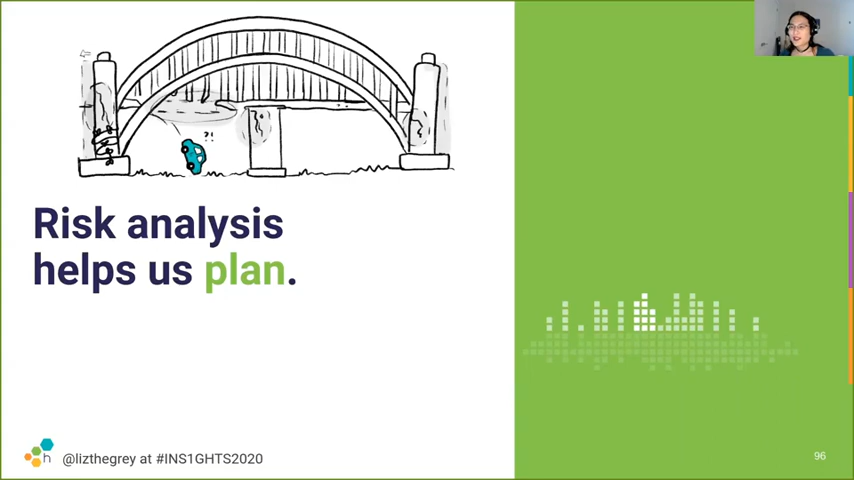 ?!
Risk analysis
helps us plan.
h
@lizthegrey at #INS1GHTS2020
96